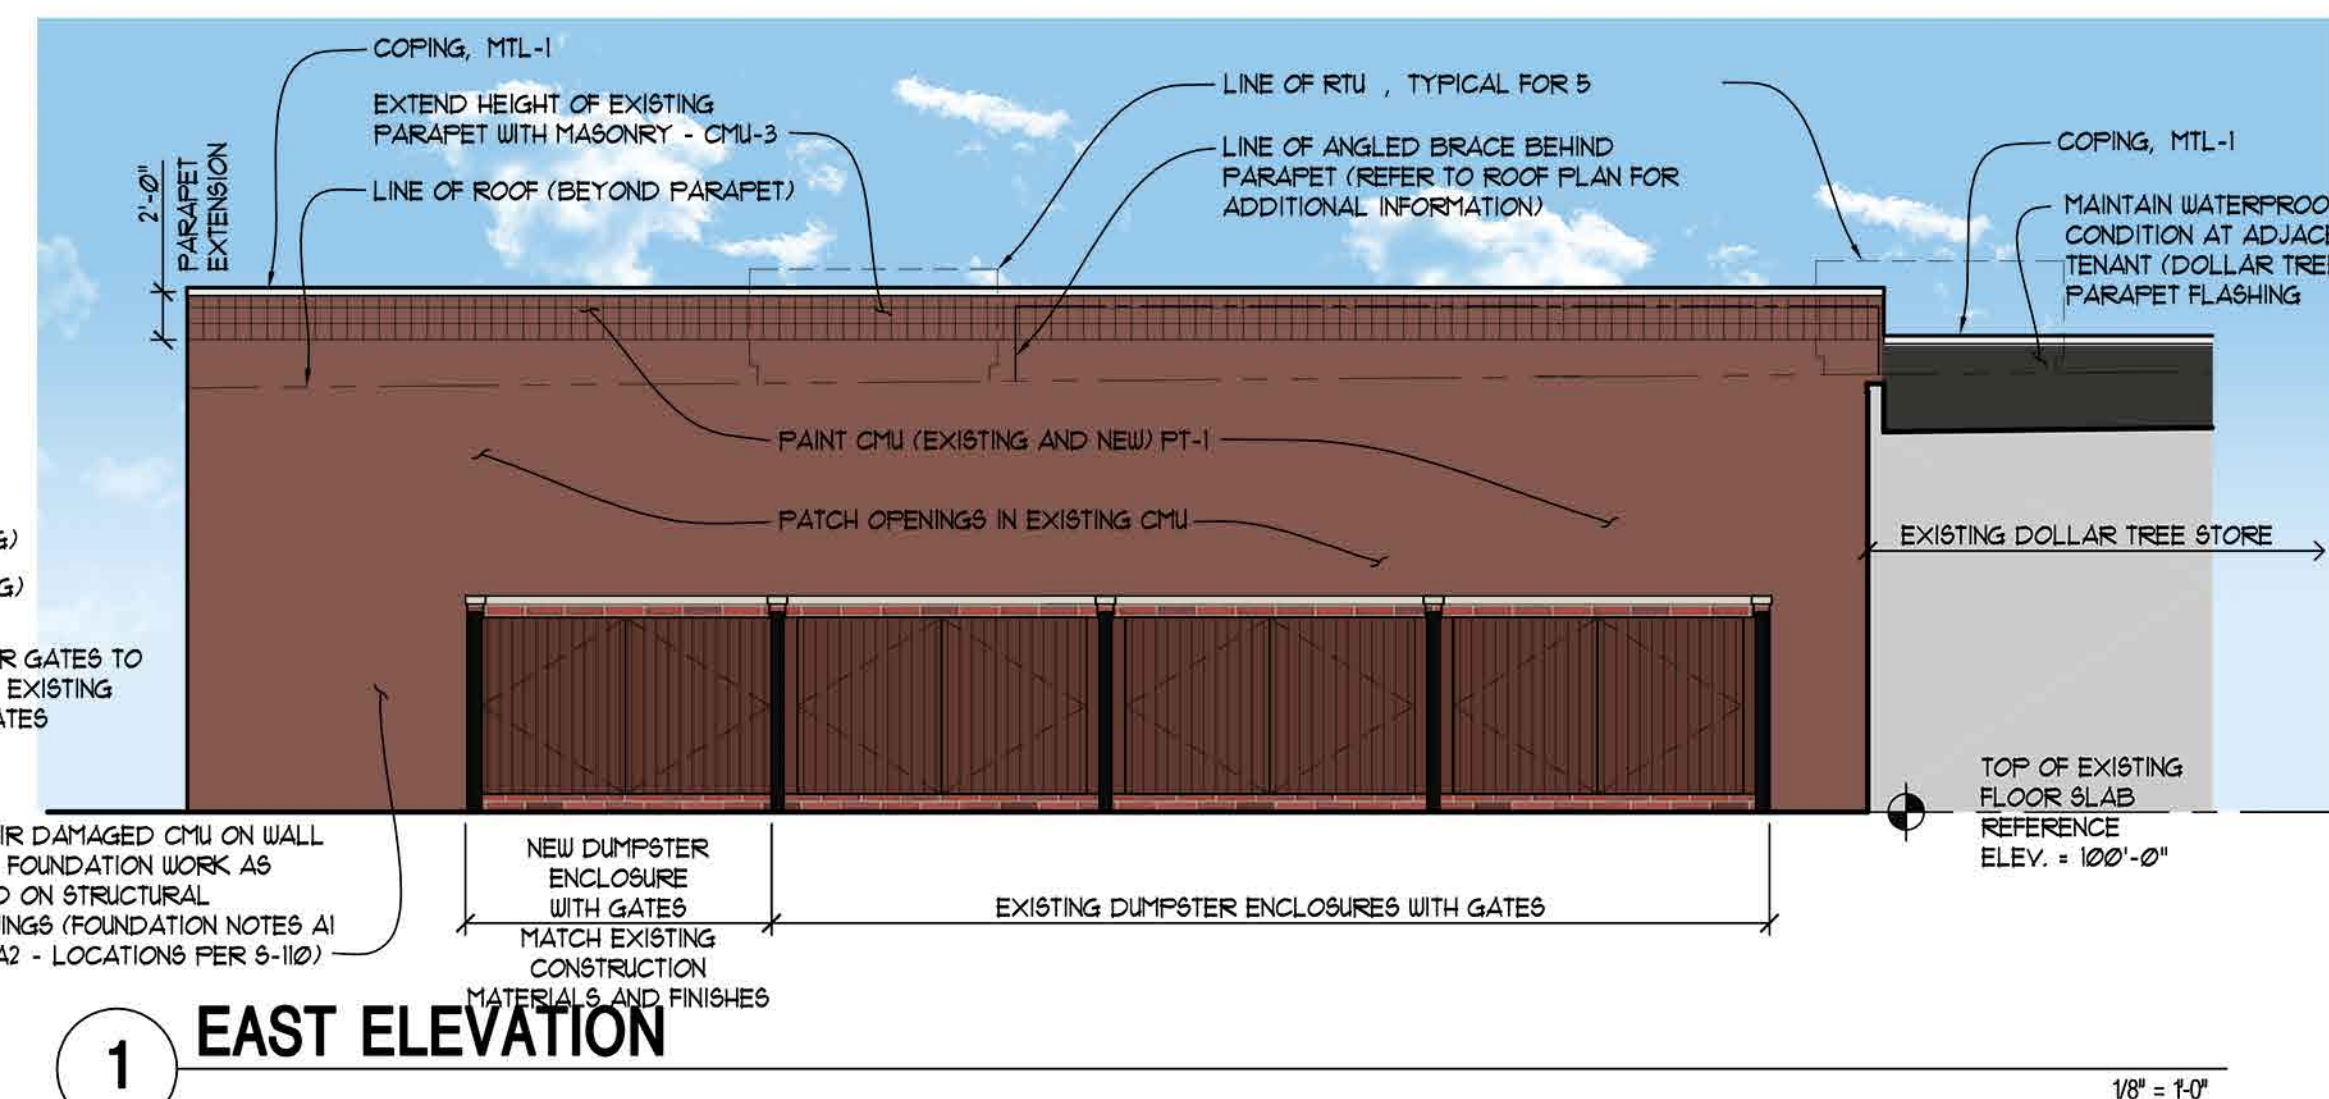 COPING, MTL-1
EXTEND HEIGHT OF EXISTING
PARAPET WITH MASONRY - CMU-3
LINE OF ROOF (BEYOND PARAPET)
2'-0"
PARAPET
EXTENSION
LINE OF RTU , TYPICAL FOR 5
LINE OF ANGLED BRACE BEHIND
PARAPET (REFER TO ROOF PLAN FOR
ADDITIONAL INFORMATION)
COPING, MTL-1
MAINTAIN WATERPROO
CONDITION AT ADJACE
TENANT (DOLLAR TREE
PARAPET FLASHING
PAINT CMU (EXISTING AND NEW) PT-1
PATCH OPENINGS IN EXISTING CMU
EXISTING DOLLAR TREE STORE
G)
G)
R GATES TO
EXISTING
ATES
IR DAMAGED CMU ON WALL
FOUNDATION WORK AS
D ON STRUCTURAL
INGS (FOUNDATION NOTES A1
A2 - LOCATIONS PER S-110)
NEW DUMPSTER
ENCLOSURE
WITH GATES
MATCH EXISTING
CONSTRUCTION
MATERIALS AND FINISHES
EXISTING DUMPSTER ENCLOSURES WITH GATES
TOP OF EXISTING
FLOOR SLAB
REFERENCE
ELEV. = 100'-0"
1 EAST ELEVATION
1/8" = 1'-0"